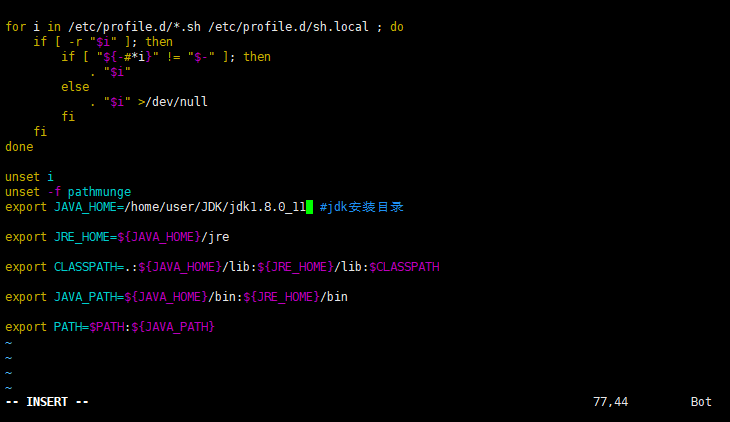 for i in /etc/profile.d/*.sh /etc/profile.d/sh.local ; do
    if [ -r "$i" ]; then
        if [ "${-#*i}" != "$-" ]; then
            . "$i"
        else
            . "$i" >/dev/null
        fi
    fi
done

unset i
unset -f pathmunge
export JAVA_HOME=/home/user/JDK/jdk1.8.0_11 #jdk安装目录

export JRE_HOME=${JAVA_HOME}/jre

export CLASSPATH=.:${JAVA_HOME}/lib:${JRE_HOME}/lib:$CLASSPATH

export JAVA_PATH=${JAVA_HOME}/bin:${JRE_HOME}/bin

export PATH=$PATH:${JAVA_PATH}
~
~
~
~
-- INSERT -- 77,44 Bot